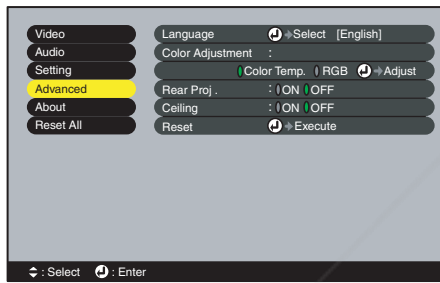 Video
Audio
Setting
Advanced
About
Reset All
Language Select [English]
Color Adjustment :
Color Temp. RGB Adjust
Rear Proj . : ON OFF
Ceiling : ON OFF
Reset Execute
: Select : Enter